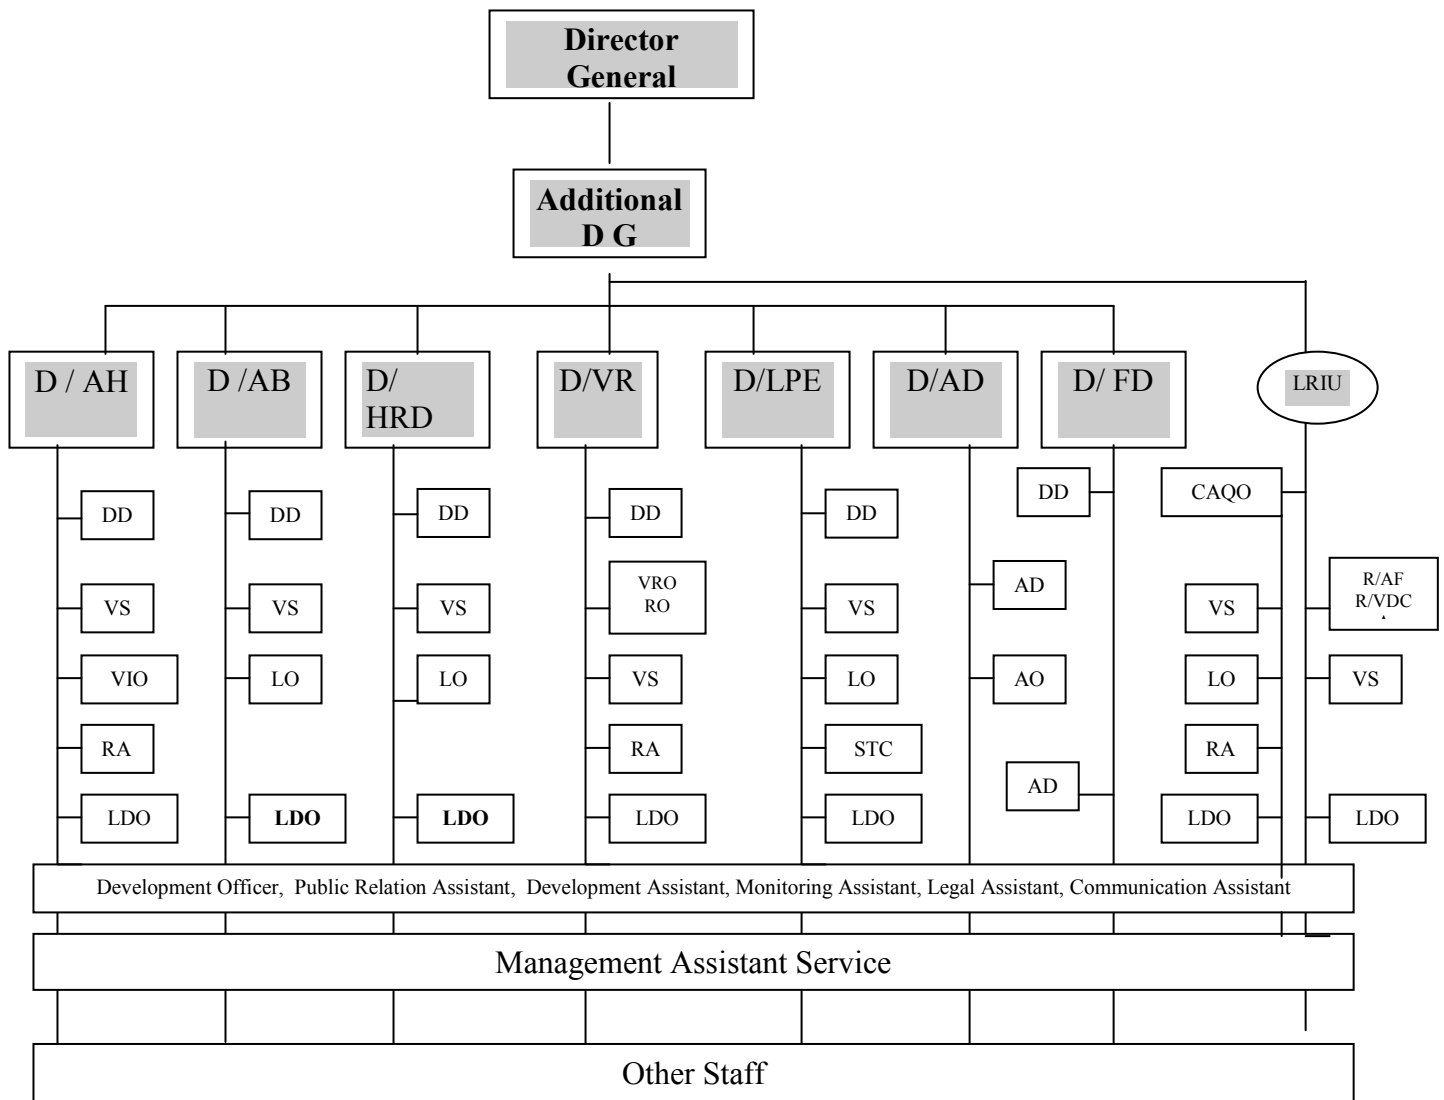 Director
General
Additional
D G
D / AH
D /AB
D/
HRD
D/VR
D/LPE
D/AD
D/ FD
LRIU
DD
DD
DD
DD
DD
DD
CAQO
VS
VS
VS
VRO
RO
VS
AD
VS
R/AF
R/VDC
VIO
LO
LO
VS
LO
AO
LO
VS
RA
RA
STC
AD
RA
LDO
LDO
LDO
LDO
LDO
LDO
LDO
Development Officer, Public Relation Assistant, Development Assistant, Monitoring Assistant, Legal Assistant, Communication Assistant
Management Assistant Service
Other Staff